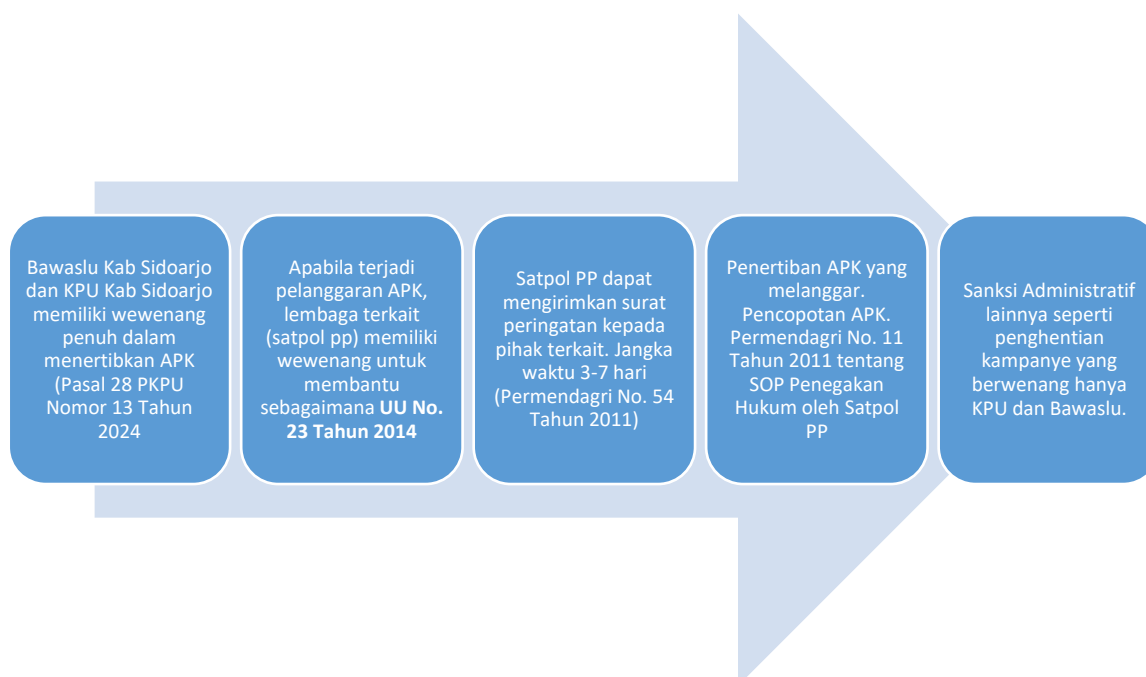 Bawaslu Kab Sidoarjo
dan KPU Kab Sidoarjo
memiliki wewenang
penuh dalam
menertibkan APK
(Pasal 28 PKPU
Nomor 13 Tahun
2024
Apabila terjadi
pelanggaran APK,
lembaga terkait
(satpol pp) memiliki
wewenang untuk
membantu
sebagaimana UU No.
23 Tahun 2014
Satpol PP dapat
mengirimkan surat
peringatan kepada
pihak terkait. Jangka
waktu 3-7 hari
(Permendagri No. 54
Tahun 2011)
Penertiban APK yang
melanggar.
Pencopotan APK.
Permendagri No. 11
Tahun 2011 tentang
SOP Penegakan
Hukum oleh Satpol
PP
Sanksi Administratif
lainnya seperti
penghentian
kampanye yang
berwenang hanya
KPU dan Bawaslu.